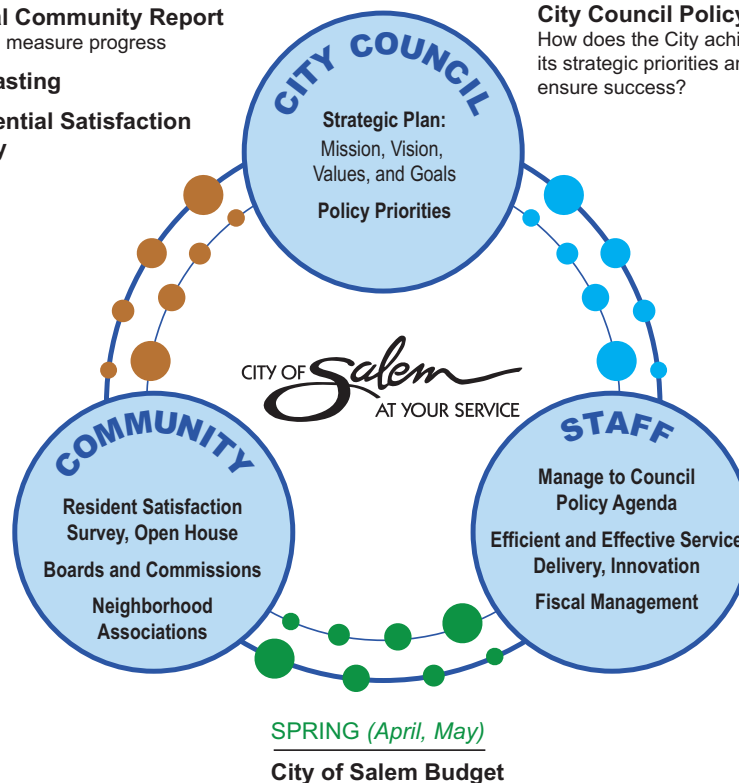 al Community Report
measure progress
asting
ential Satisfaction
y
City Council Policy
How does the City achi
its strategic priorities a
ensure success?
CITY COUNCIL
Strategic Plan:
Mission, Vision,
Values, and Goals
Policy Priorities
CITY OF Salem
AT YOUR SERVICE
COMMUNITY
Resident Satisfaction
Survey, Open House
Boards and Commissions
Neighborhood
Associations
STAFF
Manage to Council
Policy Agenda
Efficient and Effective Service
Delivery, Innovation
Fiscal Management
SPRING (April, May)
City of Salem Budget